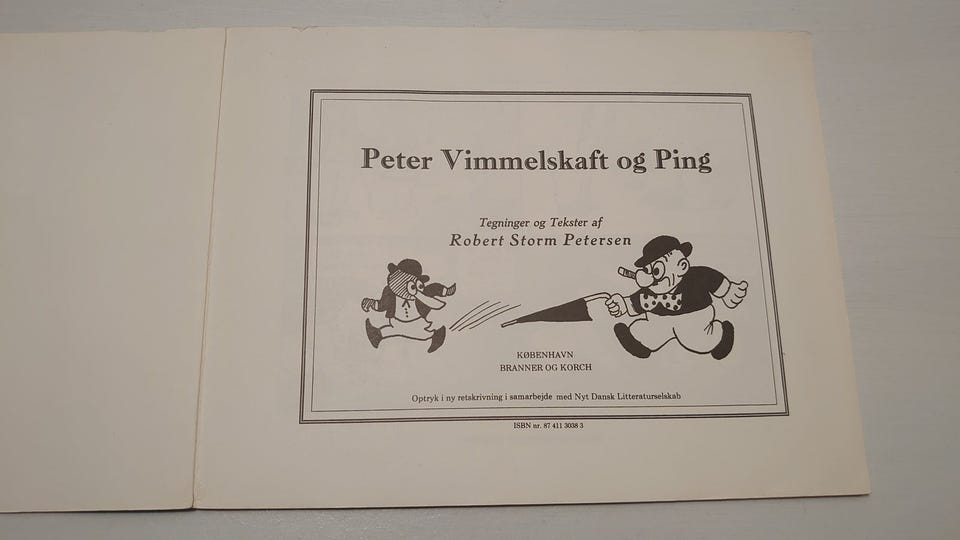 Peter Vimmelskaft og Ping
Tegninger og Tekster af
Robert Storm Petersen
KØBENHAVN
BRANNER OG KORCH
Optryk i ny retskrivning i samarbejde med Nyt Dansk Litteraturselskab
ISBN nr. 87 411 3038 3